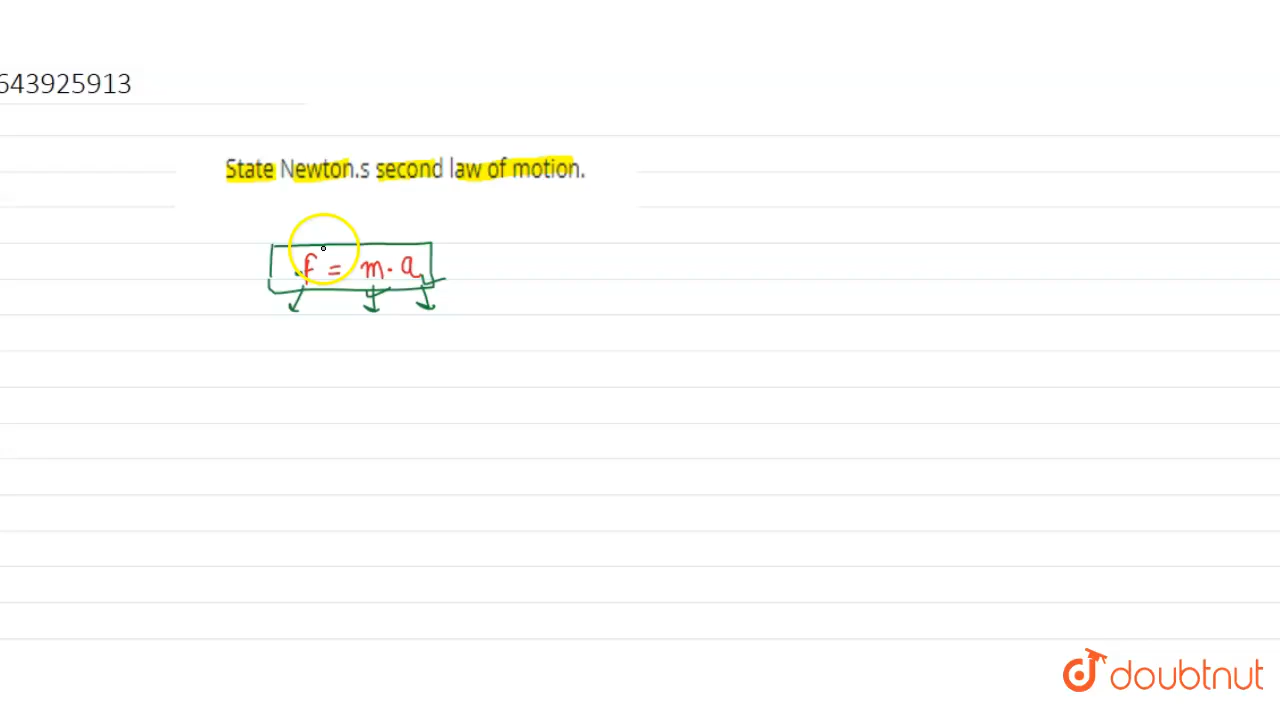 643925913
State Newton.s second law of motion.
f = m.a
doubtnut